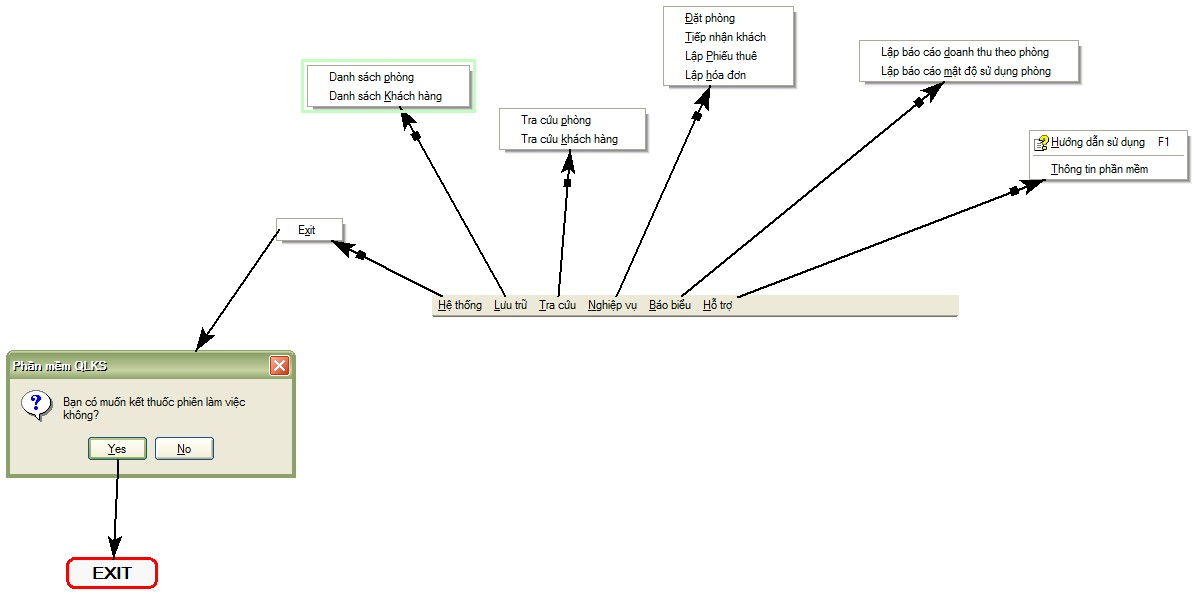 Đặt phòng
Tiếp nhận khách
Lập Phiếu thuê
Lập hóa đơn
Lập báo cáo doanh thu theo phòng
Lập báo cáo mật độ sử dụng phòng
Danh sách phòng
Danh sách Khách hàng
Tra cứu phòng
Tra cứu khách hàng
Hướng dẫn sử dụng F1
Thông tin phần mềm
Exit
Hệ thống Lưu trữ Tra cứu Nghiệp vụ Báo biểu Hỗ trợ
Phần mềm QLKS
Bạn có muốn kết thuốc phiên làm việc
không?
Yes No
EXIT